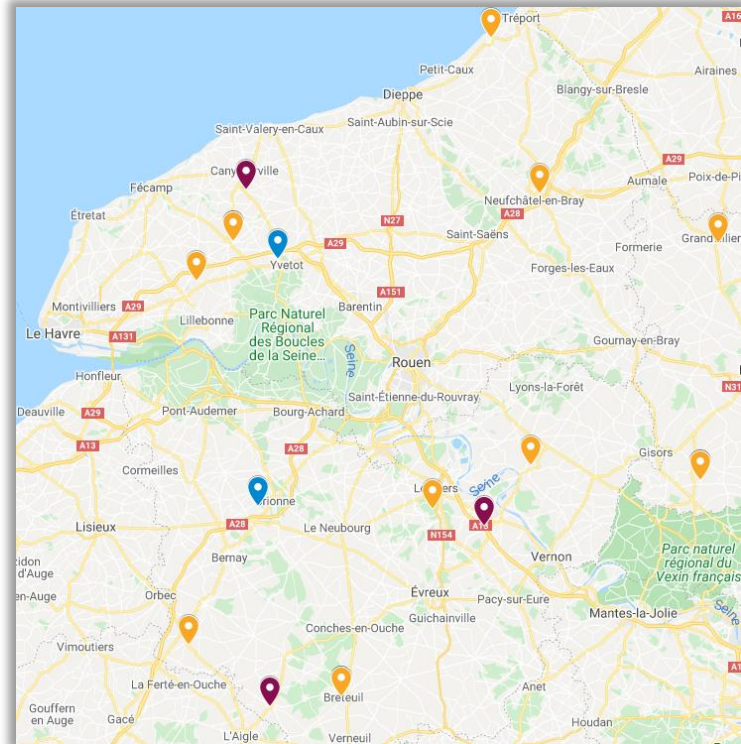 Tréport
A16
Petit-Caux
Airaines
Dieppe
Blangy-sur-Bresle
Saint-Aubin-sur-Scie
Saint-Valery-en-Caux
A29
Aumale
Poix-de-Pi
Fécamp
Neufchâtel-en-Bray
A28
Étretat
N27
Saint-Saëns
A29
Formerie
Yvetot
Forges-les-Eaux
A151
Montivilliers
A29
Barentin
Lillebonne
Parc Naturel
Régional
des Boucles
de la Seine...
Le Havre
A131
Gournay-en-Bray
Seine
Rouen
Honfleur
Lyons-la-Forêt
N31
Saint-Étienne-du-Rouvray
Deauville
A29
Pont-Audemer
Bourg-Achard
A13
A28
Gisors
Cormeilles
Seine
Lisieux
A28
Le Neubourg
N154
Parc naturel
régional du
Vexin français
Bernay
Vernon
d'Auge
en-Auge
Orbec
Évreux
Pacy-sur-Eure
Mantes-la-Jolie
Seine
Guichainville
Conches-en-Ouche
Vimoutiers
A1
La Ferté-en-Ouche
Anet
Breteuil
Gouffern
en Auge
Gacé
Houdan
L'Aigle
Verneuil